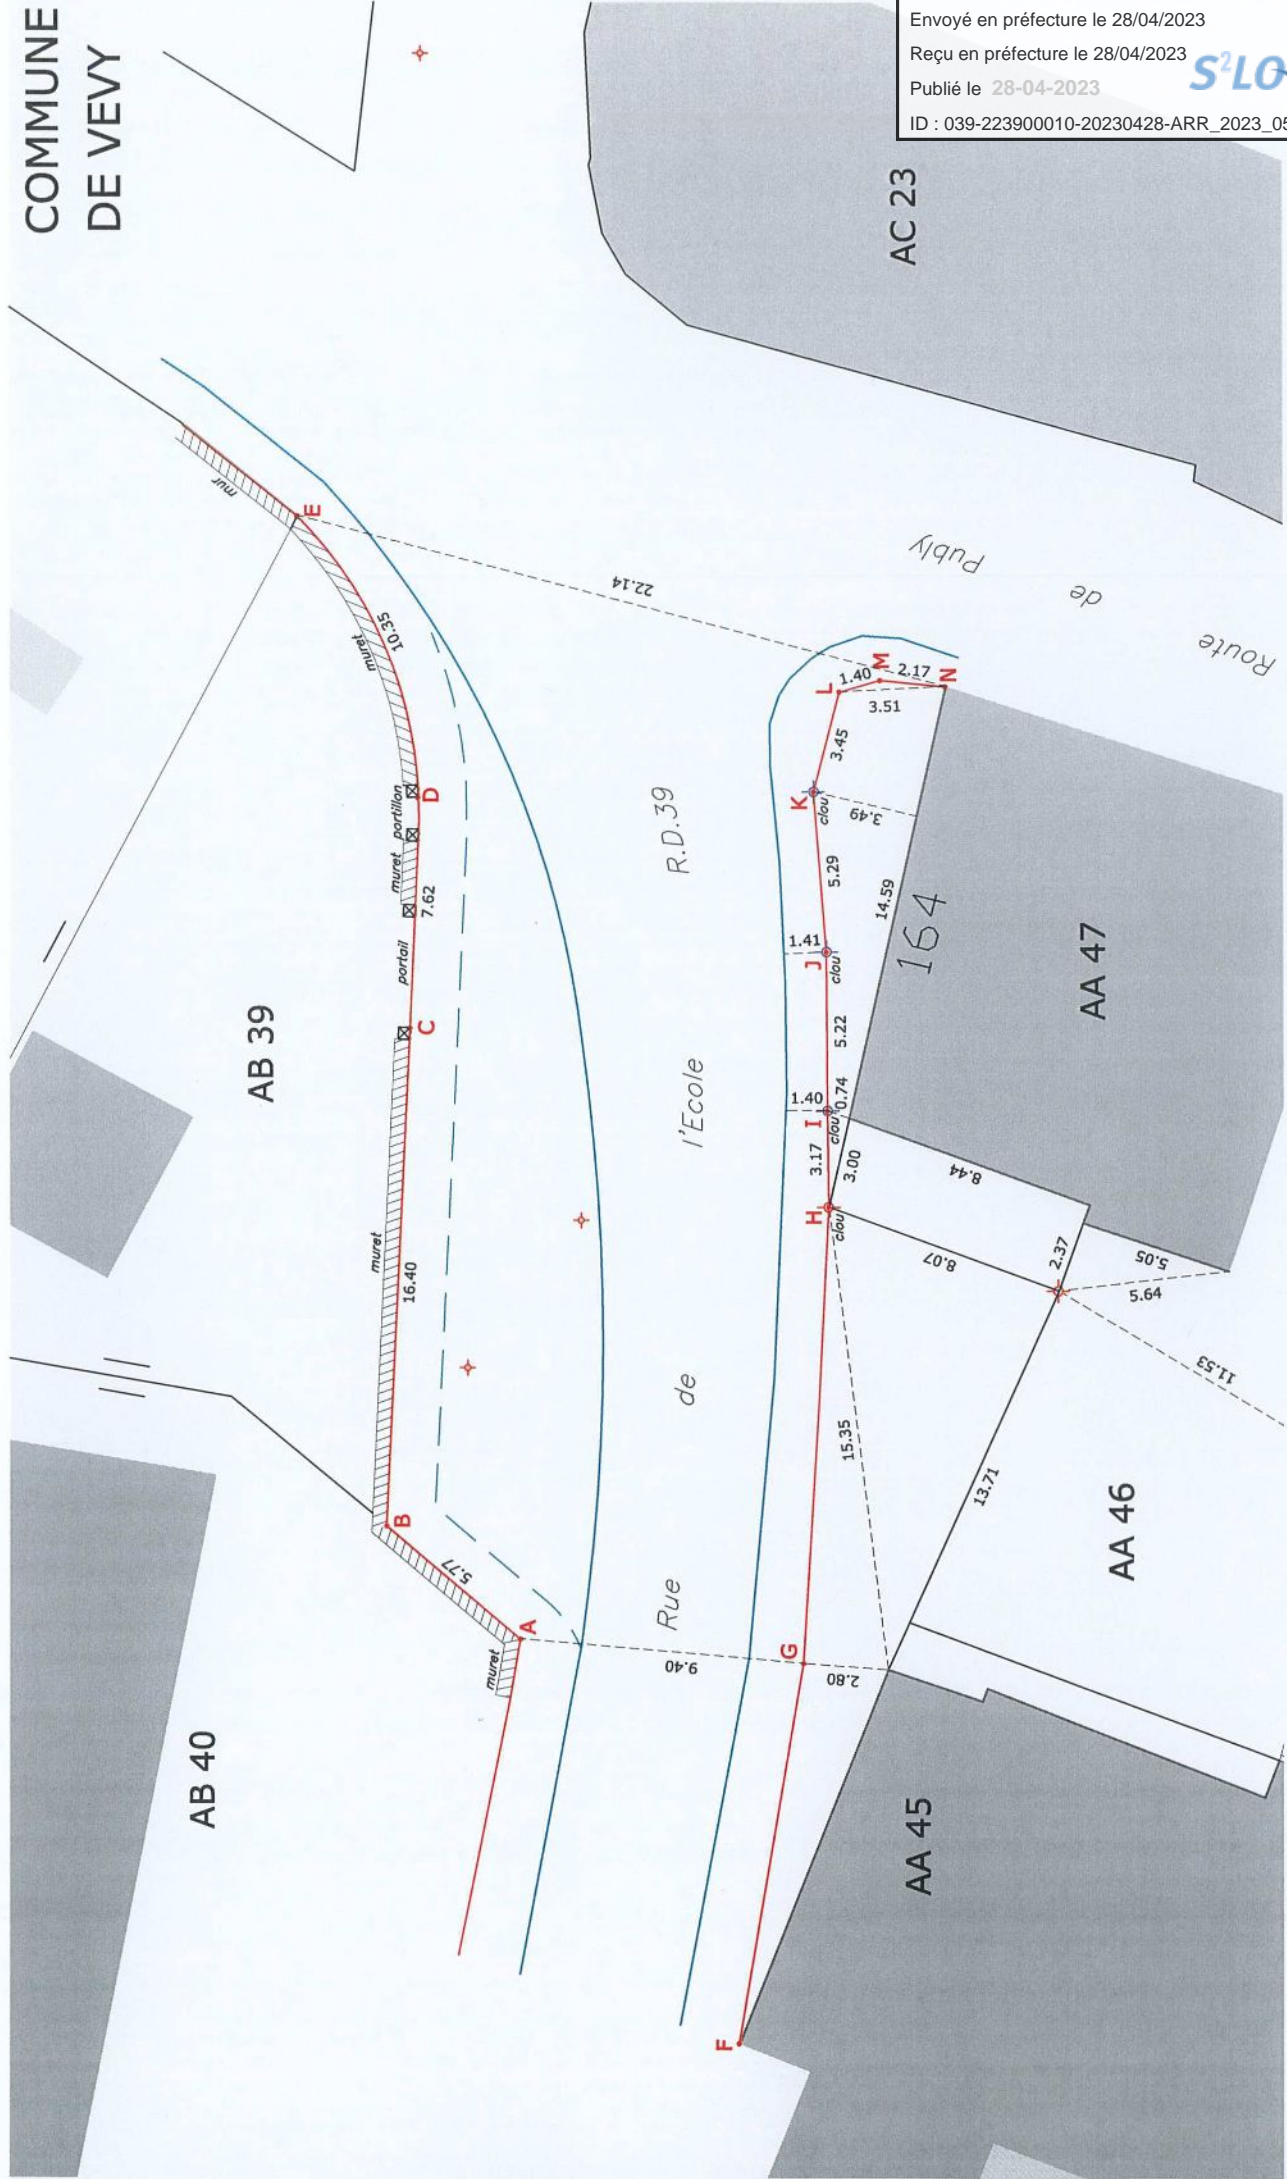 Envoyé en préfecture le 28/04/2023
Reçu en préfecture le 28/04/2023
Publié le 28-04-2023
S²LO
ID : 039-223900010-20230428-ARR_2023_05
COMMUNE
DE VEVY
AB 40
AB 39
AC 23
muret
A
5.77
B
16.40
muret
C
portail
7.62
muret
portillon
D
10.35
muret
E
mur
22.14
Rue
de
l'Ecole
R.D.39
Route
de
Publy
9.40
F
G
2.80
15.35
H
clou
3.17
3.00
I
clou
1.40
0.74
5.22
J
clou
1.41
5.29
K
clou
3.49
3.45
L
1.40
M
2.17
N
3.51
14.59
164
8.44
8.07
2.37
5.05
5.64
11.53
13.71
AA 45
AA 46
AA 47